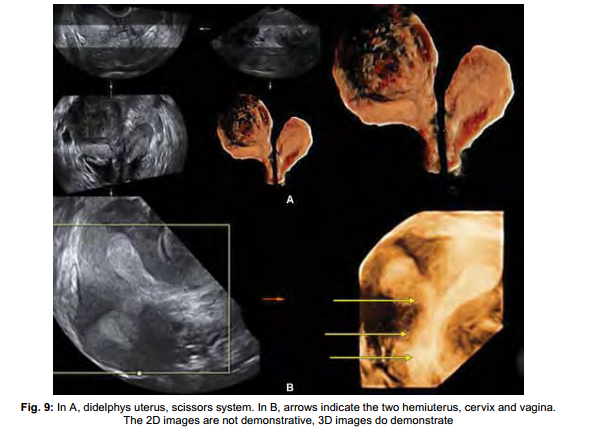 A
B
Fig. 9: In A, didelphys uterus, scissors system. In B, arrows indicate the two hemiuterus, cervix and vagina.
The 2D images are not demonstrative, 3D images do demonstrate